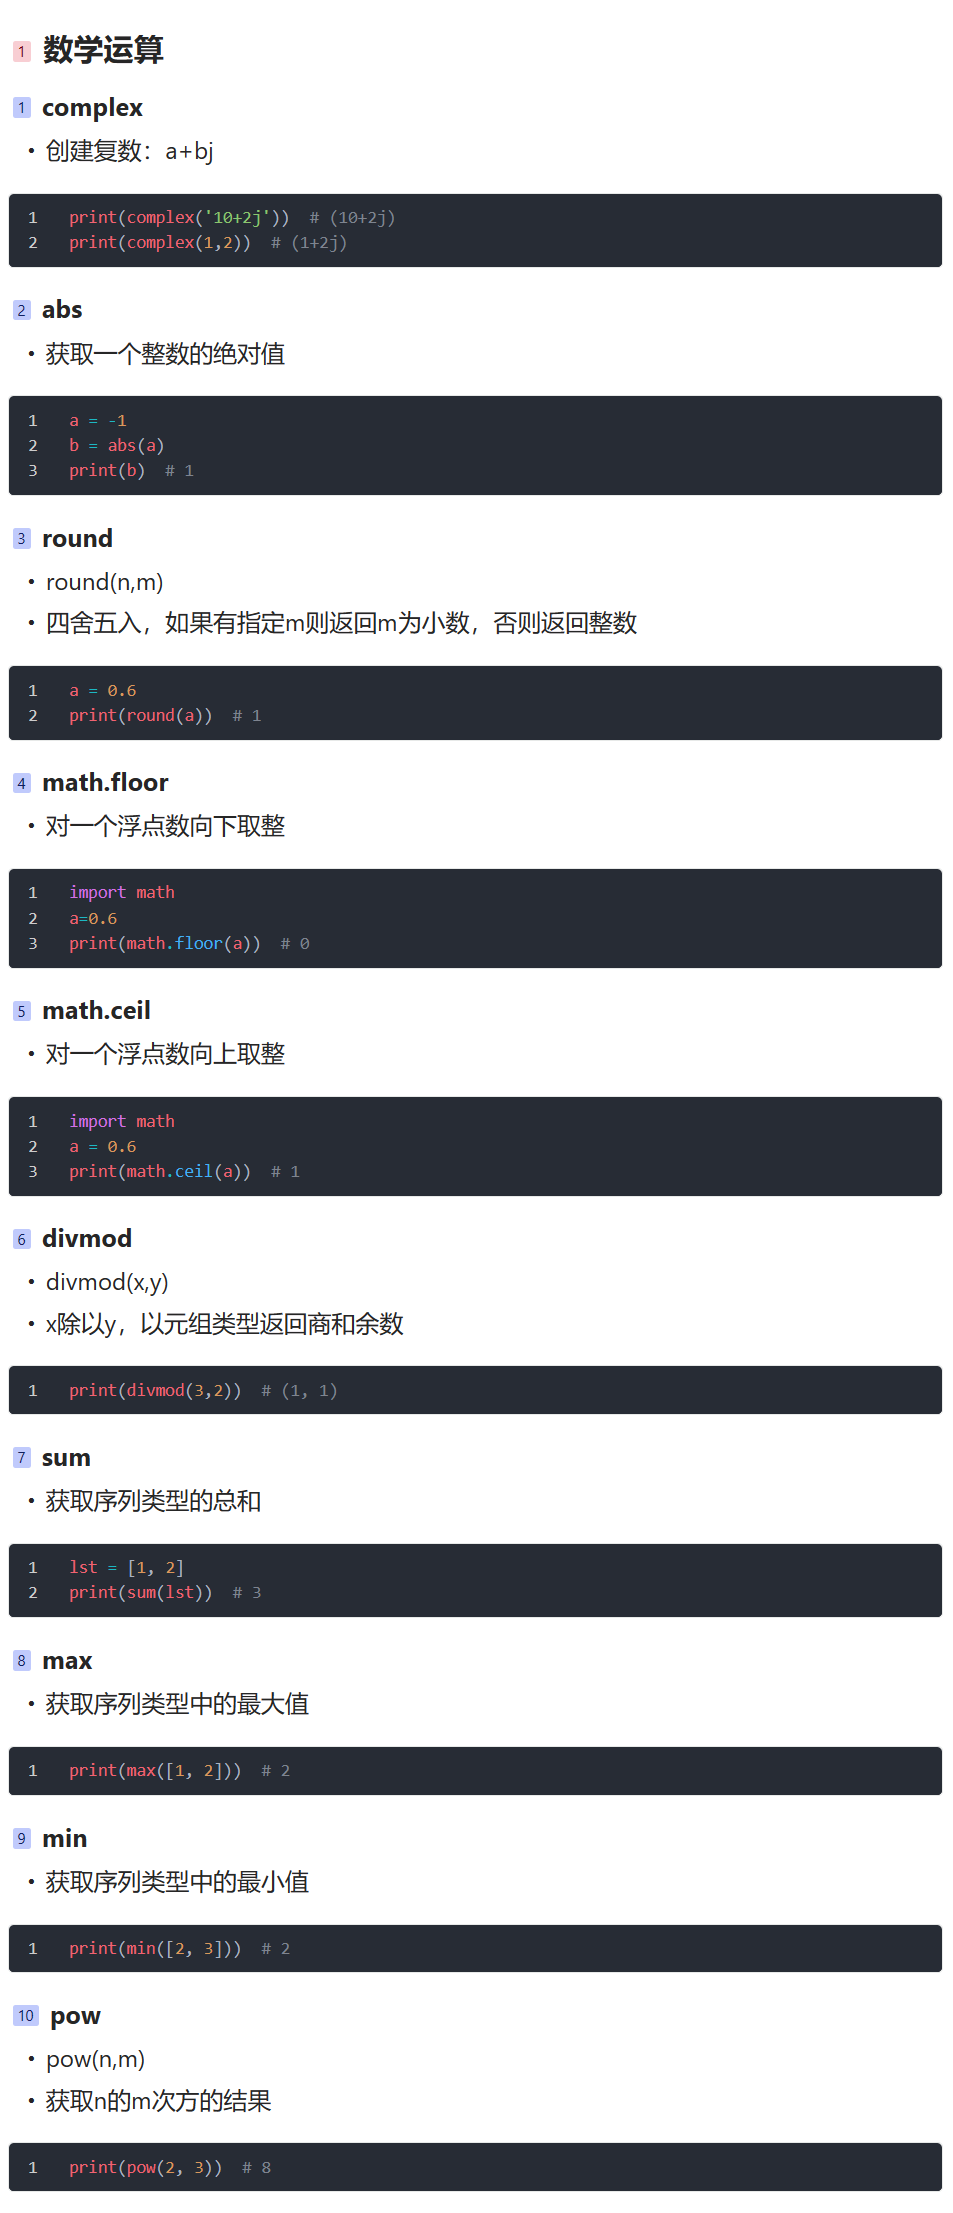 1 数学运算
1 complex
• 创建复数：a+bj
1 print(complex('10+2j'))  # (10+2j)
2 print(complex(1,2))  # (1+2j)
2 abs
• 获取一个整数的绝对值
1 a = -1
2 b = abs(a)
3 print(b)  # 1
3 round
• round(n,m)
• 四舍五入，如果有指定m则返回m为小数，否则返回整数
1 a = 0.6
2 print(round(a))  # 1
4 math.floor
• 对一个浮点数向下取整
1 import math
2 a=0.6
3 print(math.floor(a))  # 0
5 math.ceil
• 对一个浮点数向上取整
1 import math
2 a = 0.6
3 print(math.ceil(a))  # 1
6 divmod
• divmod(x,y)
• x除以y，以元组类型返回商和余数
1 print(divmod(3,2))  # (1, 1)
7 sum
• 获取序列类型的总和
1 lst = [1, 2]
2 print(sum(lst))  # 3
8 max
• 获取序列类型中的最大值
1 print(max([1, 2]))  # 2
9 min
• 获取序列类型中的最小值
1 print(min([2, 3]))  # 2
10 pow
• pow(n,m)
• 获取n的m次方的结果
1 print(pow(2, 3))  # 8